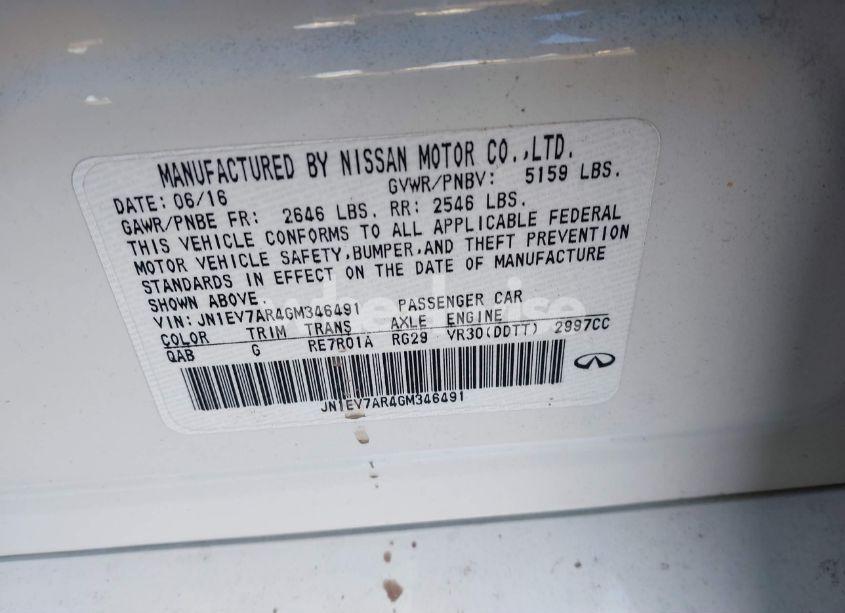 MANUFACTURED BY NISSAN MOTOR CO.,LTD.
DATE: 06/16 GVWR/PNBV: 5159 LBS.
GAWR/PNBE FR: 2646 LBS. RR: 2546 LBS.
THIS VEHICLE CONFORMS TO ALL APPLICABLE FEDERAL
MOTOR VEHICLE SAFETY,BUMPER,AND THEFT PREVENTION
STANDARDS IN EFFECT ON THE DATE OF MANUFACTURE
SHOWN ABOVE.
VIN: JN1EV7AR4GM346491 PASSENGER CAR
COLOR TRIM TRANS AXLE ENGINE
QAB G RE7R01A RG29 VR30(DDTT) 2997CC
JN1EV7AR4GM346491